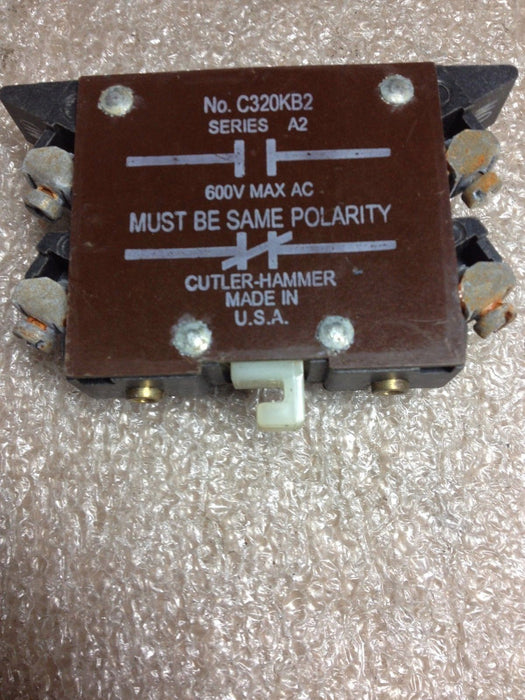 No. C320KB2
SERIES A2
600V MAX AC
MUST BE SAME POLARITY
CUTLER-HAMMER
MADE IN
U.S.A.